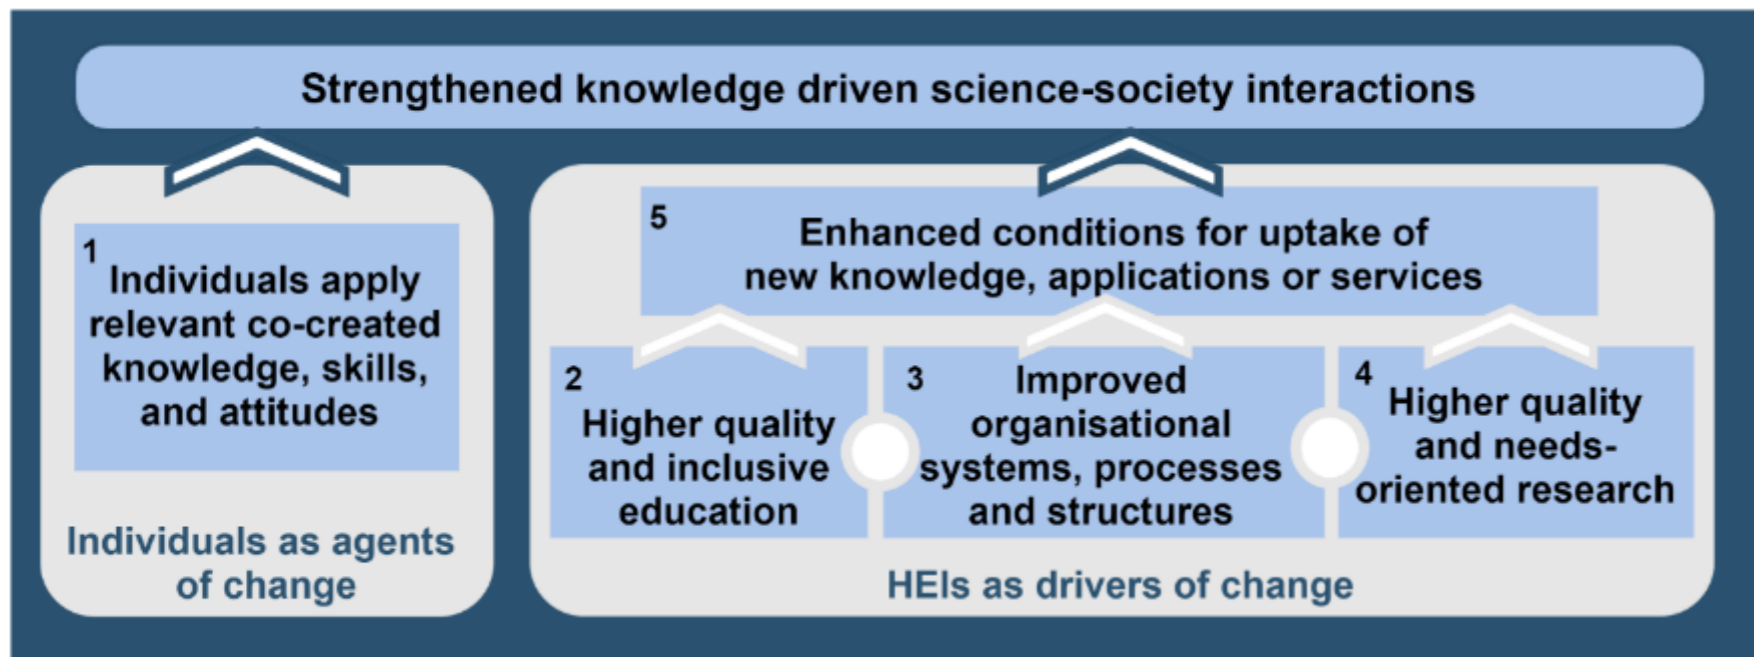 Strengthened knowledge driven science-society interactions
1
Individuals apply
relevant co-created
knowledge, skills,
and attitudes
Individuals as agents
of change
5
Enhanced conditions for uptake of
new knowledge, applications or services
2
Higher quality
and inclusive
education
3
Improved
organisational
systems, processes
and structures
4
Higher quality
and needs-
oriented research
HEIs as drivers of change